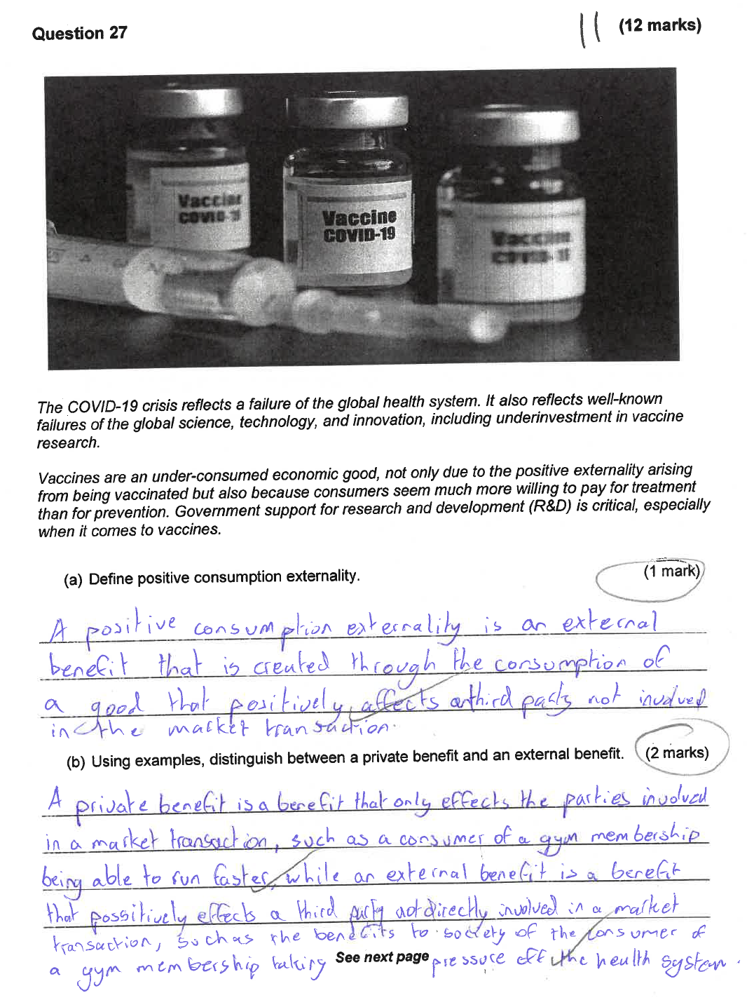 Question 27
11 (12 marks)
Vaccine
COVID-19
Vaccine
COVID-19
Vaccine
The COVID-19 crisis reflects a failure of the global health system. It also reflects well-known
failures of the global science, technology, and innovation, including underinvestment in vaccine
research.
Vaccines are an under-consumed economic good, not only due to the positive externality arising
from being vaccinated but also because consumers seem much more willing to pay for treatment
than for prevention. Government support for research and development (R&D) is critical, especially
when it comes to vaccines.
(a) Define positive consumption externality. (1 mark)
A positive consumption externality is an external
benefit that is created through the consumption of
a good that positively affects a third party not involved
in the market transaction.
(b) Using examples, distinguish between a private benefit and an external benefit. (2 marks)
A private benefit is a benefit that only effects the parties involved
in a market transaction, such as a consumer of a gym membership
being able to run faster, while an external benefit is a benefit
that possitively effects a third party not directly involved in a market
transaction, such as the benefits to society of the consumer of
a gym membership taking pressure off the health system.
See next page